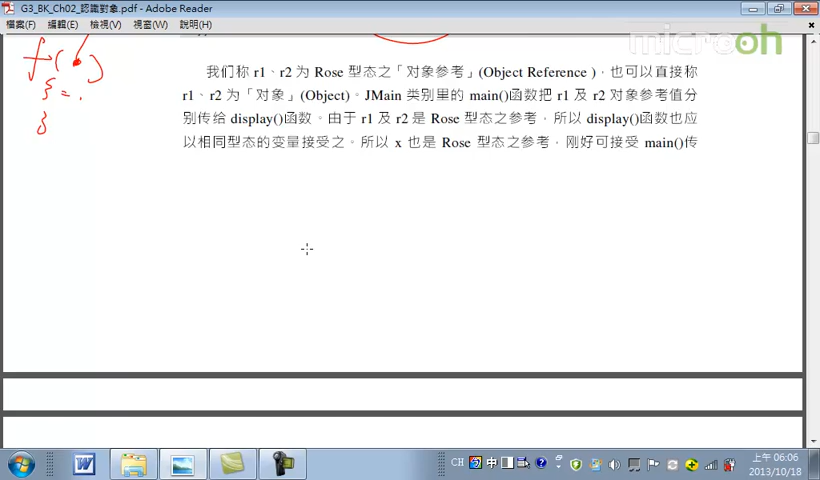 G3_BK_Ch02_認識對象.pdf - Adobe Reader
檔案(F) 編輯(E) 檢視(V) 視窗(W) 說明(H)
microoh
f( )
{ = .
}
我们称 r1、r2 为 Rose 型态之「对象参考」(Object Reference )，也可以直接称
r1、r2 为「对象」(Object)。JMain 类别里的 main()函数把 r1 及 r2 对象参考值分
别传给 display()函数。由于 r1 及 r2 是 Rose 型态之参考，所以 display()函数也应
以相同型态的变量接受之。所以 x 也是 Rose 型态之参考，刚好可接受 main()传
CH 中
上午 06:06
2013/10/18